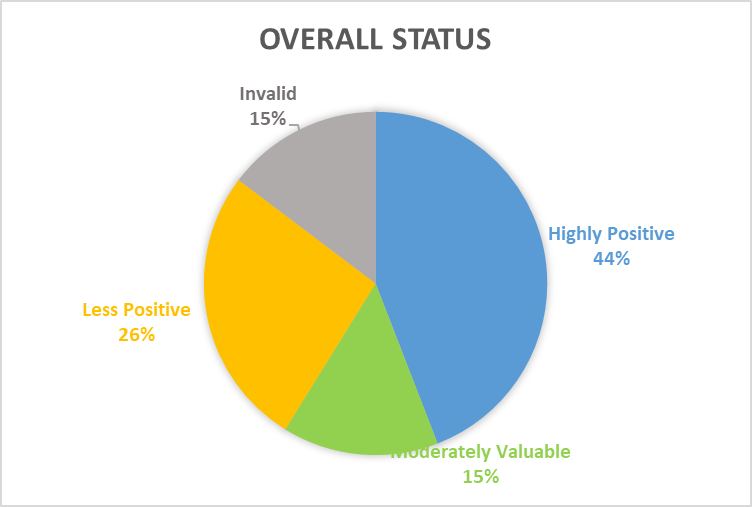 OVERALL STATUS
Invalid
15%
Highly Positive
44%
Less Positive
26%
Moderately Valuable
15%